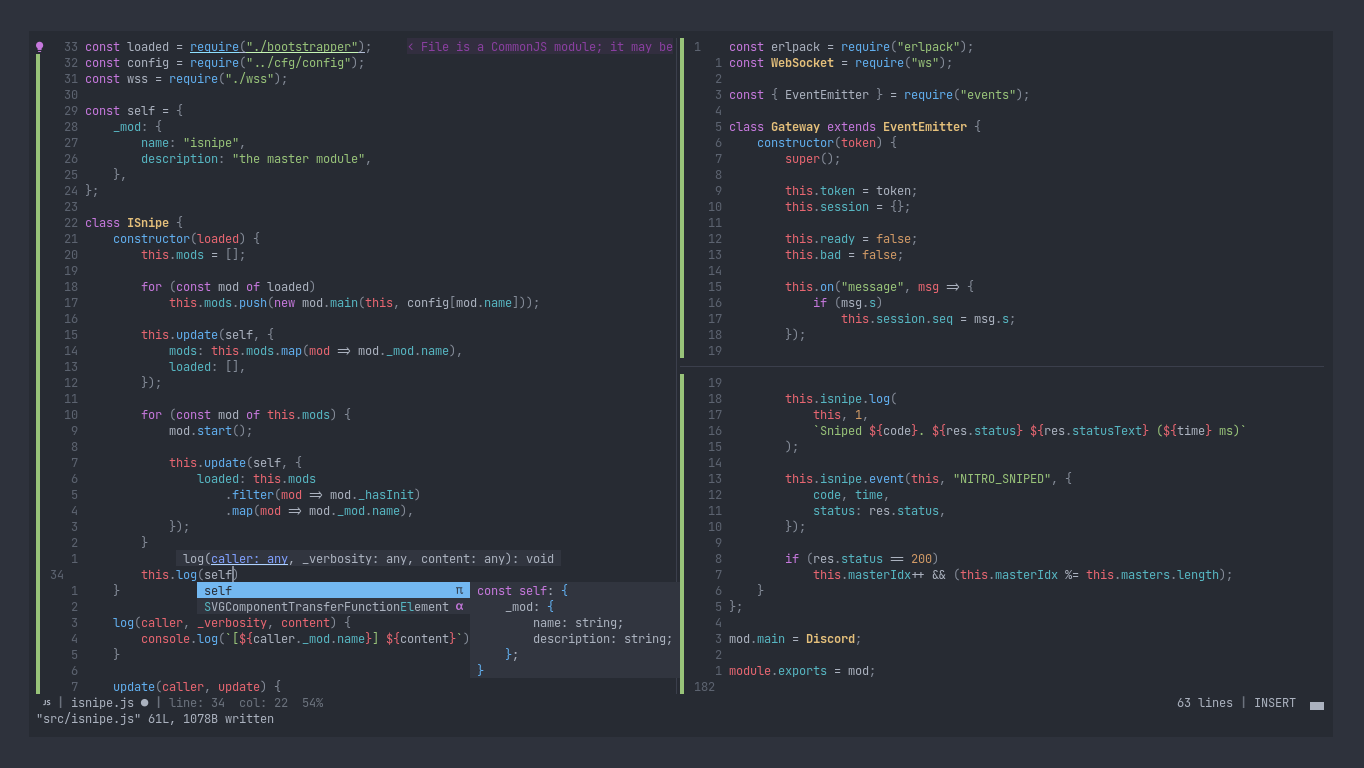 33 const loaded = require("./bootstrapper");     ‹ File is a CommonJS module; it may be
32 const config = require("../cfg/config");
31 const wss = require("./wss");
30
29 const self = {
28     _mod: {
27         name: "isnipe",
26         description: "the master module",
25     },
24 };
23
22 class ISnipe {
21     constructor(loaded) {
20         this.mods = [];
19
18         for (const mod of loaded)
17             this.mods.push(new mod.main(this, config[mod.name]));
16
15         this.update(self, {
14             mods: this.mods.map(mod => mod._mod.name),
13             loaded: [],
12         });
11
10         for (const mod of this.mods) {
9             mod.start();
8
7             this.update(self, {
6                 loaded: this.mods
5                     .filter(mod => mod._hasInit)
4                     .map(mod => mod._mod.name),
3             });
2         }
1
log(caller: any, _verbosity: any, content: any): void
34         this.log(self)
1     }
self π
SVGComponentTransferFunctionElement α
const self: {
    _mod: {
        name: string;
        description: string;
    };
}
2
3     log(caller, _verbosity, content) {
4         console.log(`[${caller._mod.name}] ${content}`)
5     }
6
7     update(caller, update) {
1 const erlpack = require("erlpack");
1 const WebSocket = require("ws");
2
3 const { EventEmitter } = require("events");
4
5 class Gateway extends EventEmitter {
6     constructor(token) {
7         super();
8
9         this.token = token;
10         this.session = {};
11
12         this.ready = false;
13         this.bad = false;
14
15         this.on("message", msg => {
16             if (msg.s)
17                 this.session.seq = msg.s;
18         });
19
19
18         this.isnipe.log(
17             this, 1,
16             `Sniped ${code}. ${res.status} ${res.statusText} (${time} ms)`
15         );
14
13         this.isnipe.event(this, "NITRO_SNIPED", {
12             code, time,
11             status: res.status,
10         });
9
8         if (res.status == 200)
7             this.masterIdx++ && (this.masterIdx %= this.masters.length);
6     }
5 };
4
3 mod.main = Discord;
2
1 module.exports = mod;
182
JS | isnipe.js ● | line: 34  col: 22  54%
63 lines | INSERT
"src/isnipe.js" 61L, 1078B written